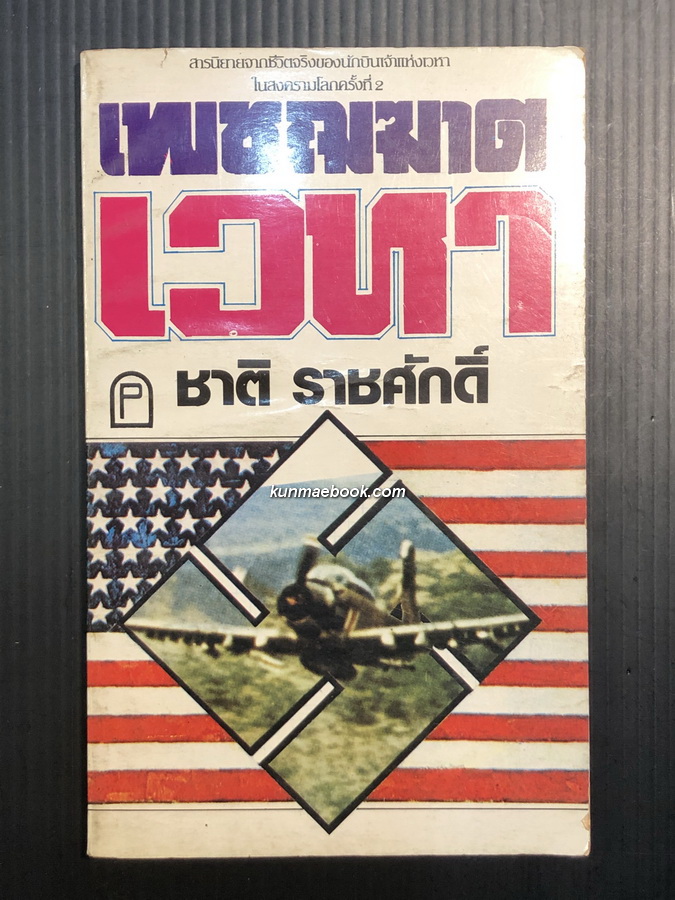 สารนิยายจากชีวิตจริงของนักบินเจ้าแห่งเวหา
ในสงครามโลกครั้งที่ 2
เพชฌฆาต
เวหา
P
ชาติ ราชศักดิ์
kunmaebook.com